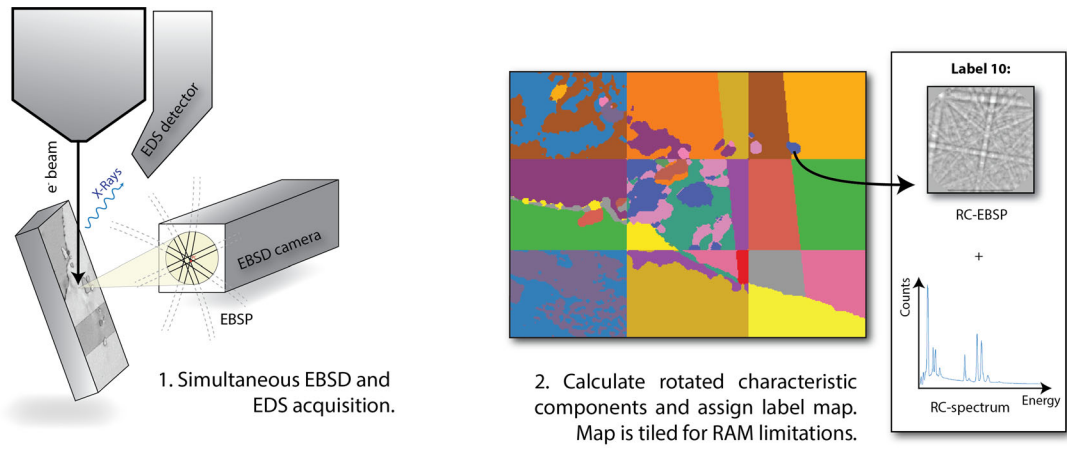 e- beam
X-Rays
EDS detector
EBSD camera
EBSP
1. Simultaneous EBSD and
EDS acquisition.
2. Calculate rotated characteristic
components and assign label map.
Map is tiled for RAM limitations.
Label 10:
RC-EBSP
+
Counts
Energy
RC-spectrum